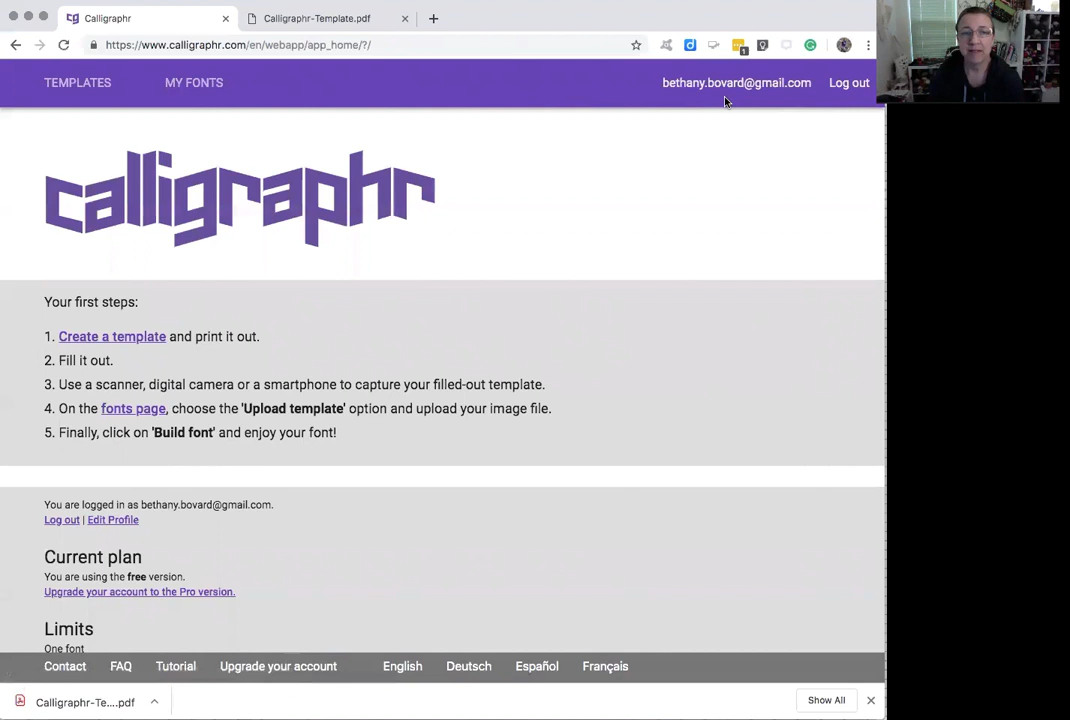 Calligraphr
Calligraphr-Template.pdf
https://www.calligraphr.com/en/webapp/app_home/?/
1
TEMPLATES
MY FONTS
bethany.bovard@gmail.com
Log out
calligraphr
Your first steps:
1. Create a template and print it out.
2. Fill it out.
3. Use a scanner, digital camera or a smartphone to capture your filled-out template.
4. On the fonts page, choose the 'Upload template' option and upload your image file.
5. Finally, click on 'Build font' and enjoy your font!
You are logged in as bethany.bovard@gmail.com.
Log out | Edit Profile
Current plan
You are using the free version.
Upgrade your account to the Pro version.
Limits
One font
Contact
FAQ
Tutorial
Upgrade your account
English
Deutsch
Español
Français
Calligraphr-Te....pdf
Show All